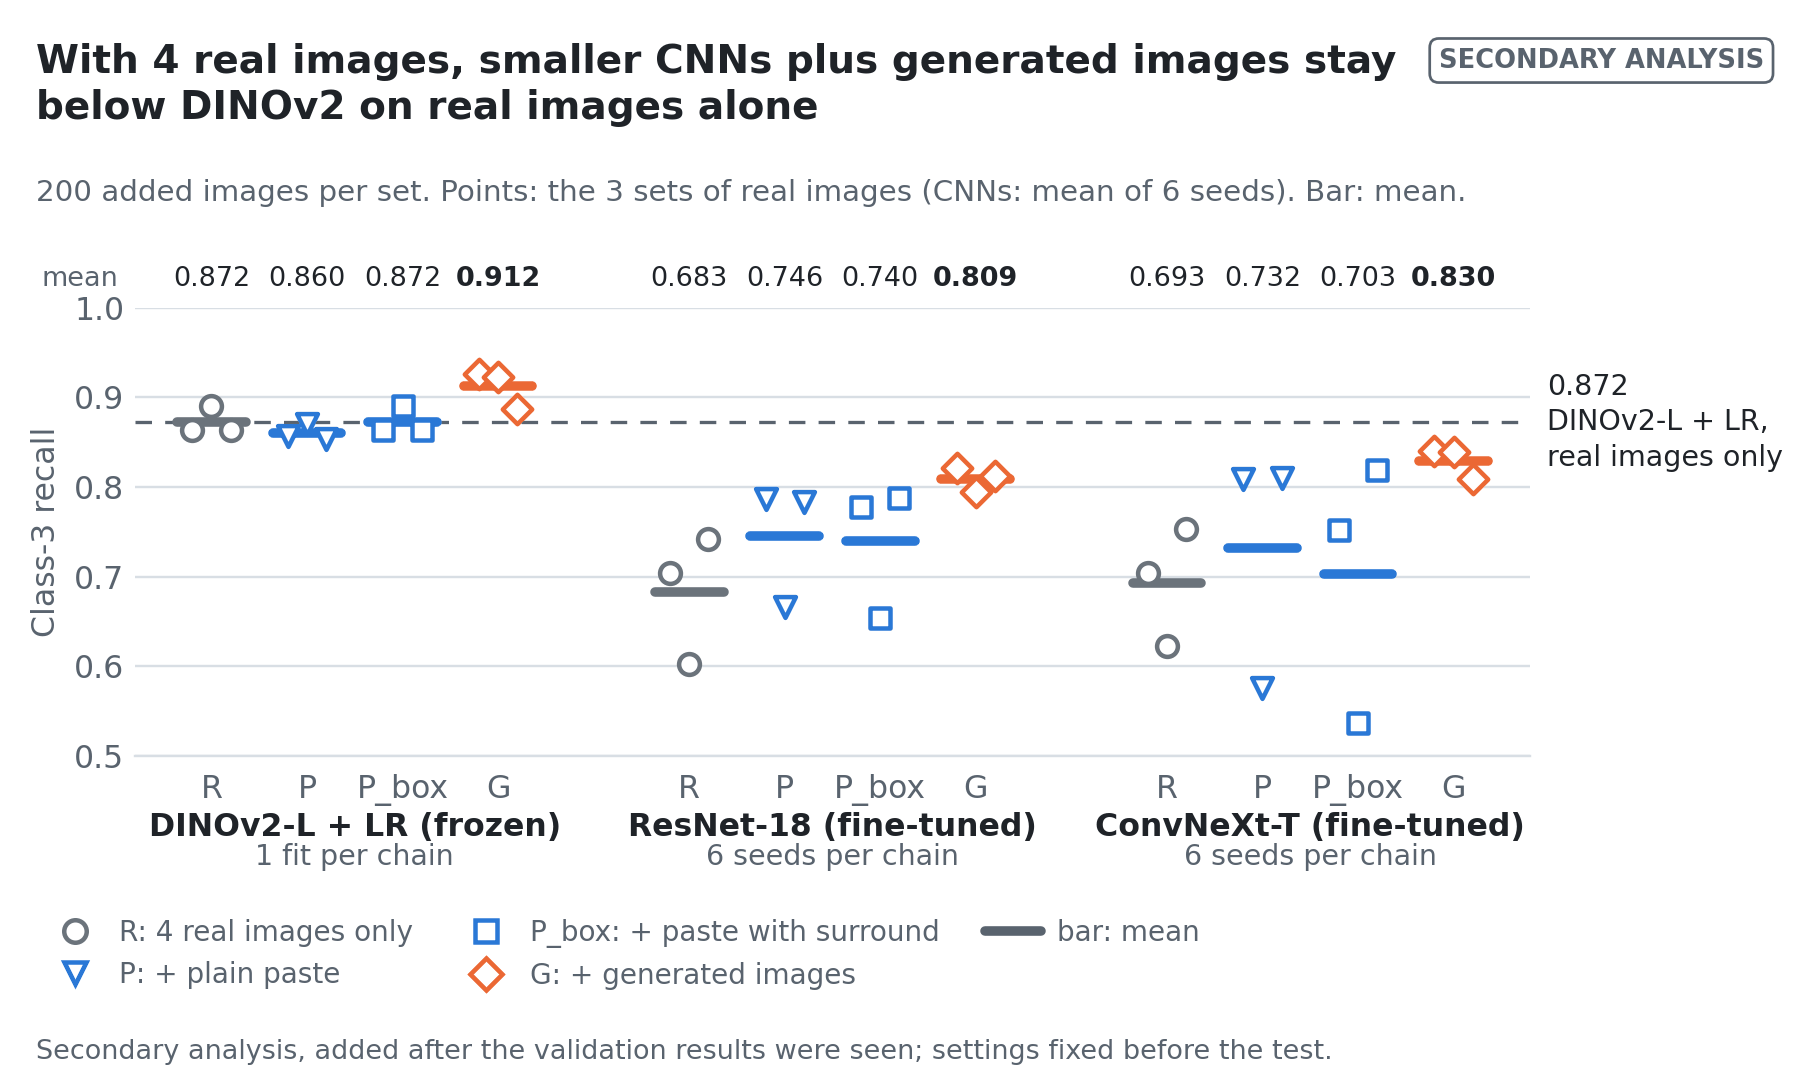 With 4 real images, smaller CNNs plus generated images stay
below DINOv2 on real images alone
SECONDARY ANALYSIS
200 added images per set. Points: the 3 sets of real images (CNNs: mean of 6 seeds). Bar: mean.
mean 0.872 0.860 0.872 0.912 0.683 0.746 0.740 0.809 0.693 0.732 0.703 0.830
1.0
0.9
0.8
0.7
0.6
0.5
Class-3 recall
0.872
DINOv2-L + LR,
real images only
R P P_box G R P P_box G R P P_box G
DINOv2-L + LR (frozen) ResNet-18 (fine-tuned) ConvNeXt-T (fine-tuned)
1 fit per chain 6 seeds per chain 6 seeds per chain
R: 4 real images only P_box: + paste with surround bar: mean
P: + plain paste G: + generated images
Secondary analysis, added after the validation results were seen; settings fixed before the test.